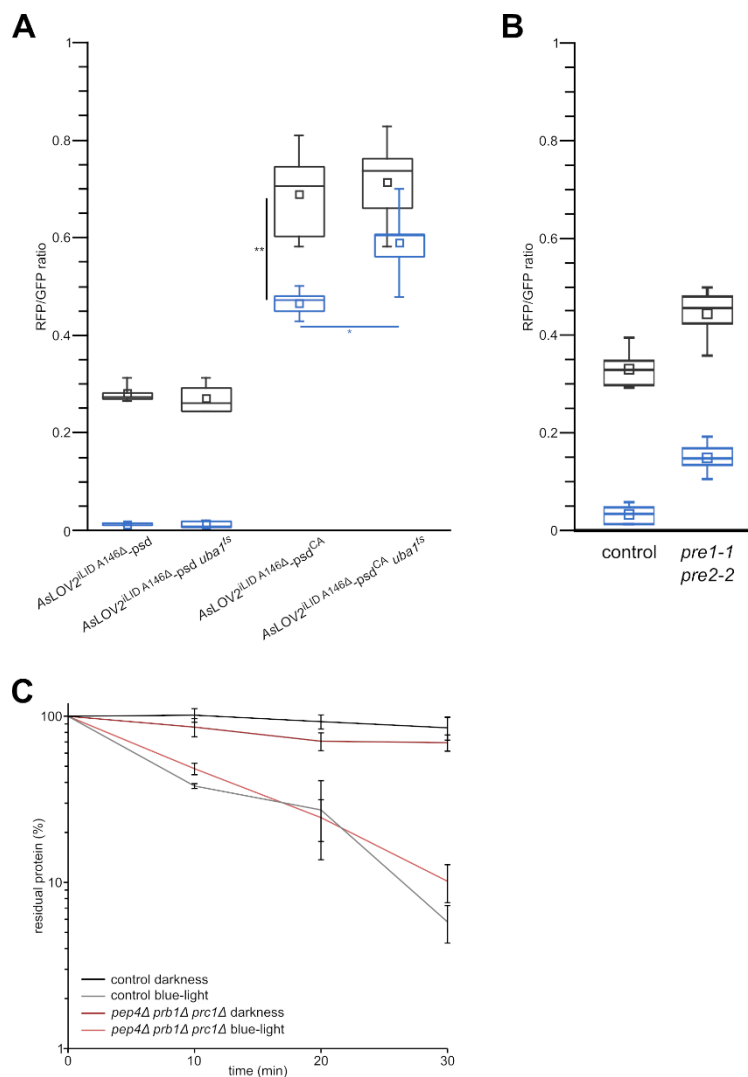 A
1
0.8
0.6
0.4
0.2
0
RFP/GFP ratio
**
*
AsLOV2iLID A146Δ-psd
AsLOV2iLID A146Δ-psd uba1ts
AsLOV2iLID A146Δ-psdCA
AsLOV2iLID A146Δ-psdCA uba1ts
B
1
0.8
0.6
0.4
0.2
0
RFP/GFP ratio
control
pre1-1
pre2-2
C
100
10
1
residual protein (%)
control darkness
control blue-light
pep4Δ prb1Δ prc1Δ darkness
pep4Δ prb1Δ prc1Δ blue-light
0
10
20
30
time (min)